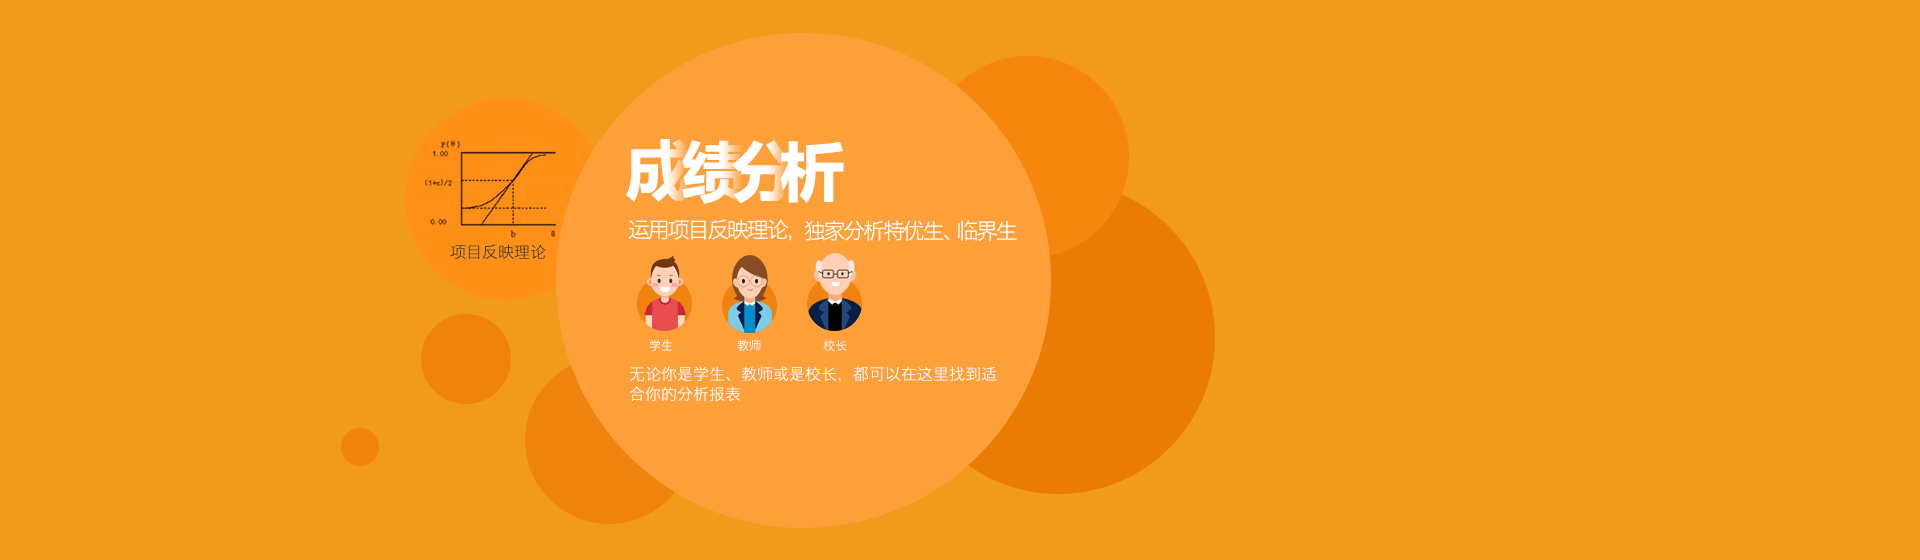 P(θ)
1.00
(1+c)/2
0.00
b
θ
项目反映理论
成绩分析
运用项目反映理论，独家分析特优生、临界生
学生
教师
校长
无论你是学生、教师或是校长，都可以在这里找到适
合你的分析报表